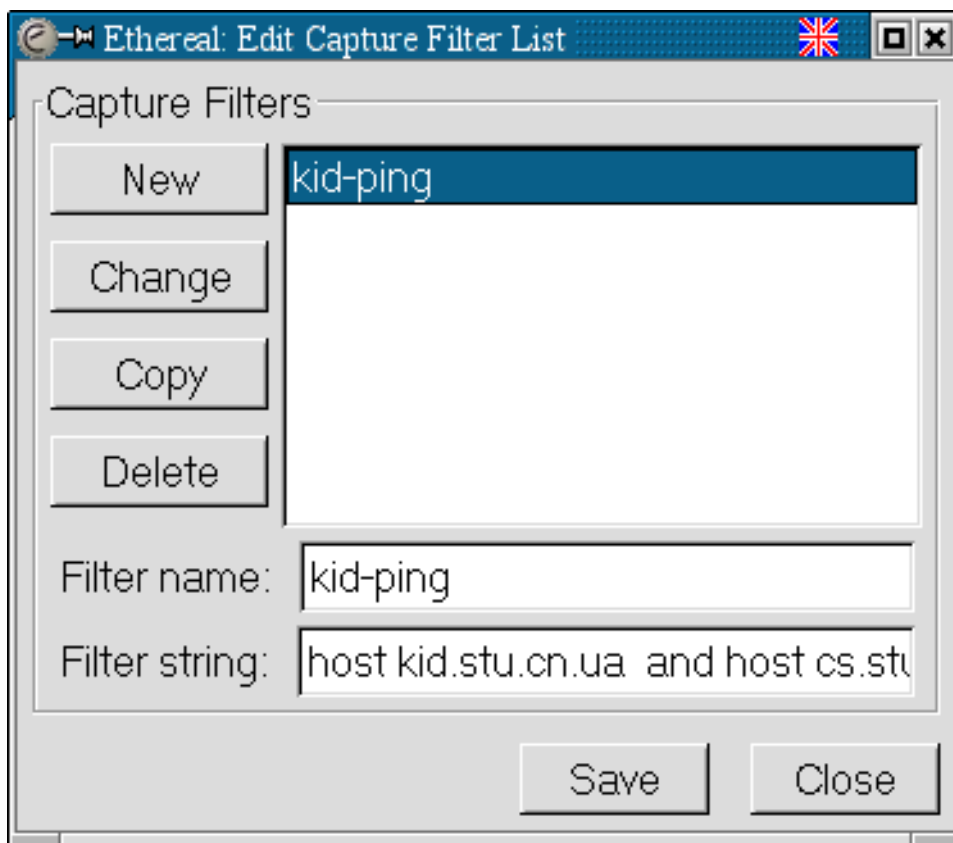 Ethereal: Edit Capture Filter List
Capture Filters
New
kid-ping
Change
Copy
Delete
Filter name:
kid-ping
Filter string:
host kid.stu.cn.ua and host cs.stu
Save
Close